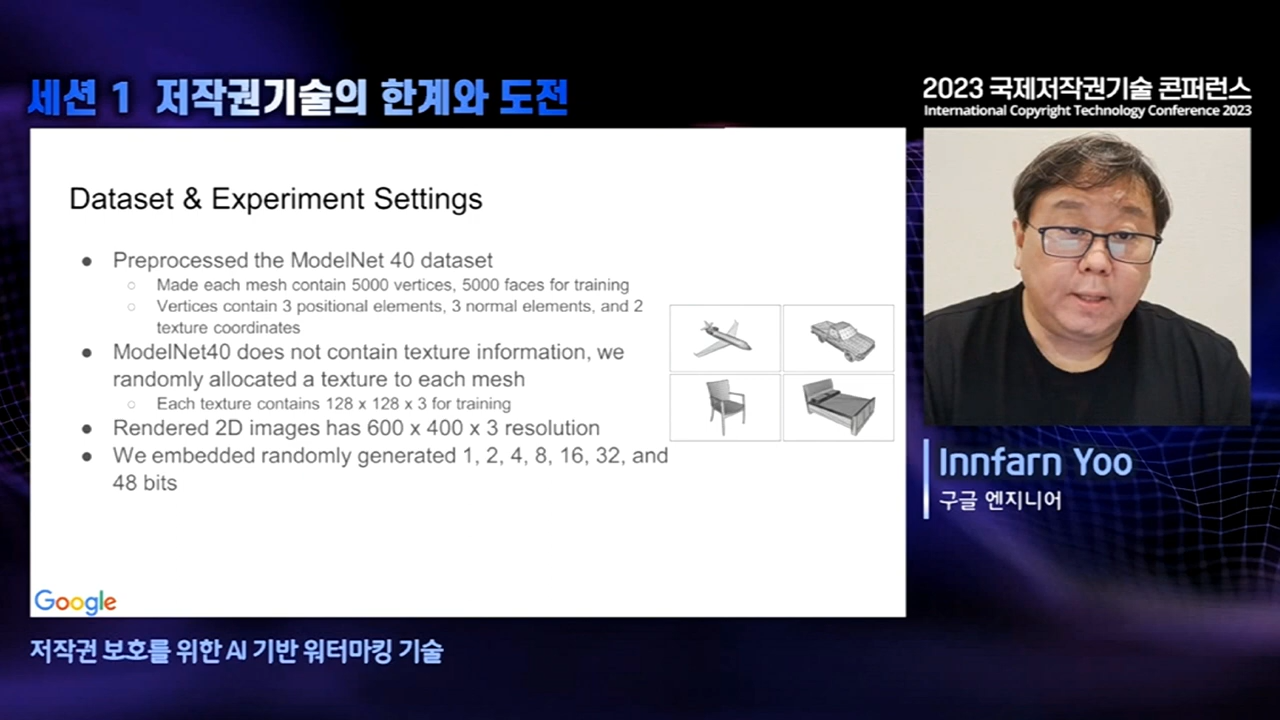 세션 1 저작권기술의 한계와 도전
2023 국제저작권기술 콘퍼런스
International Copyright Technology Conference 2023
Dataset & Experiment Settings
● Preprocessed the ModelNet 40 dataset
○ Made each mesh contain 5000 vertices, 5000 faces for training
○ Vertices contain 3 positional elements, 3 normal elements, and 2
texture coordinates
● ModelNet40 does not contain texture information, we
randomly allocated a texture to each mesh
○ Each texture contains 128 x 128 x 3 for training
● Rendered 2D images has 600 x 400 x 3 resolution
● We embedded randomly generated 1, 2, 4, 8, 16, 32, and
48 bits
Google
Innfarn Yoo
구글 엔지니어
저작권 보호를 위한 AI 기반 워터마킹 기술